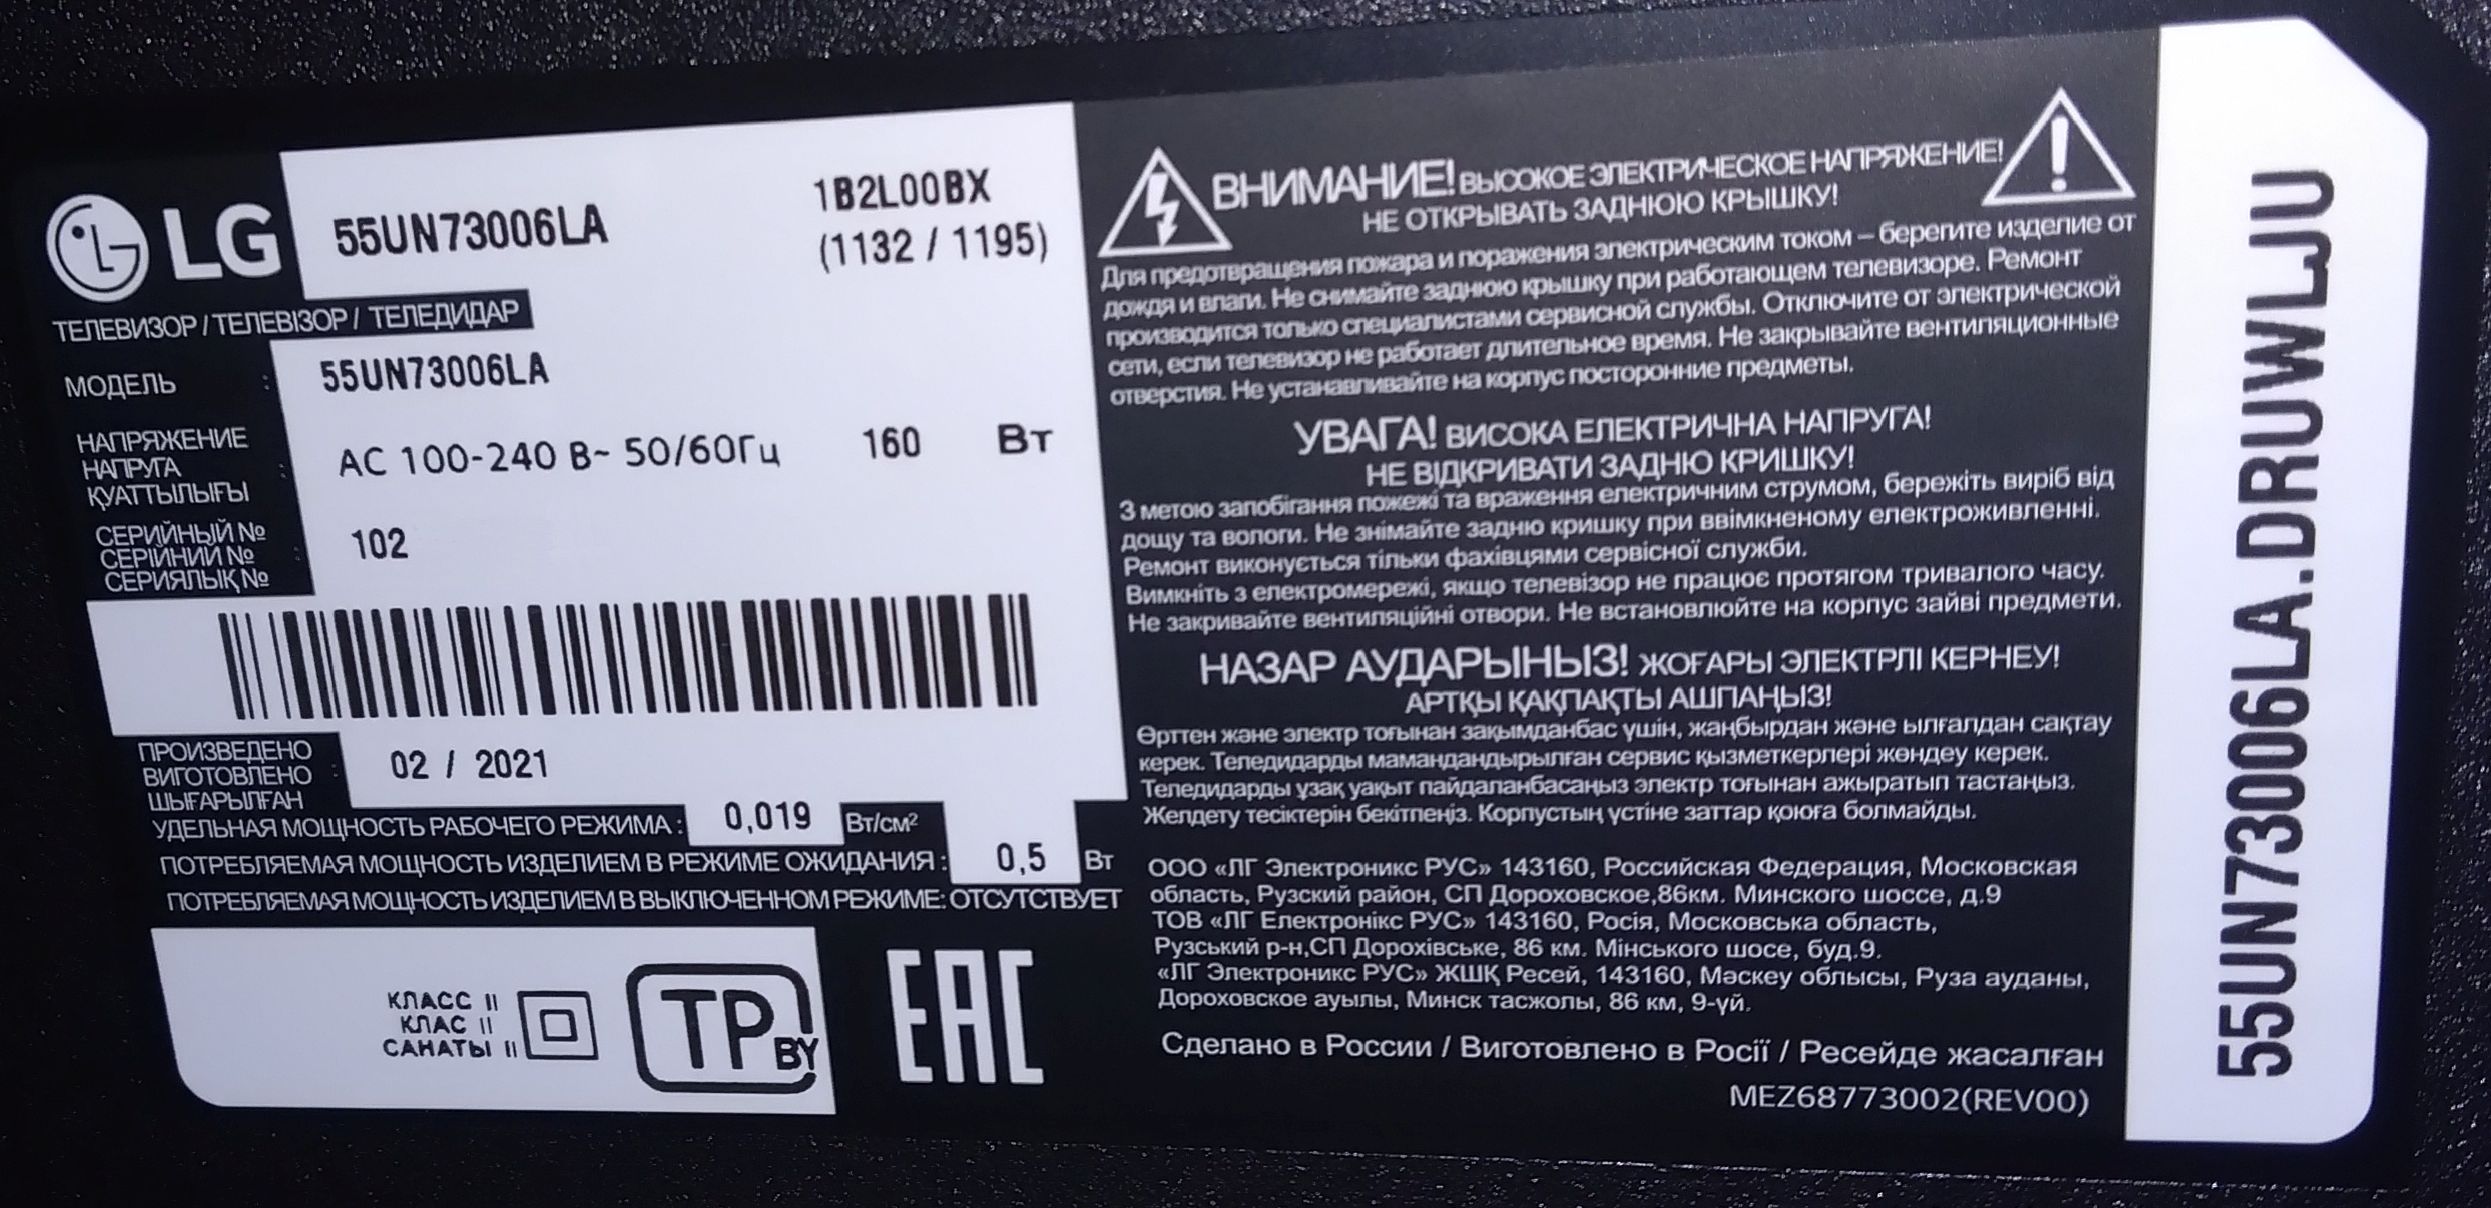 LG
55UN73006LA
1B2L00BX
(1132 / 1195)
ТЕЛЕВИЗОР / ТЕЛЕВІЗОР / ТЕЛЕДИДАР
МОДЕЛЬ : 55UN73006LA
НАПРЯЖЕНИЕ
НАПРУГА : AC 100-240 В~ 50/60Гц 160 Вт
ҚУАТТЫЛЫҒЫ
СЕРИЙНЫЙ №
СЕРІЙНИЙ № : 102
СЕРИЯЛЫҚ №
ПРОИЗВЕДЕНО
ВИГОТОВЛЕНО : 02 / 2021
ШЫҒАРЫЛҒАН
УДЕЛЬНАЯ МОЩНОСТЬ РАБОЧЕГО РЕЖИМА : 0,019 Вт/см²
ПОТРЕБЛЯЕМАЯ МОЩНОСТЬ ИЗДЕЛИЕМ В РЕЖИМЕ ОЖИДАНИЯ : 0,5 Вт
ПОТРЕБЛЯЕМАЯ МОЩНОСТЬ ИЗДЕЛИЕМ В ВЫКЛЮЧЕННОМ РЕЖИМЕ: ОТСУТСТВУЕТ
КЛАСС II
КЛАС II
САНАТЫ II
TP BY
EAC
ВНИМАНИЕ! ВЫСОКОЕ ЭЛЕКТРИЧЕСКОЕ НАПРЯЖЕНИЕ!
НЕ ОТКРЫВАТЬ ЗАДНЮЮ КРЫШКУ!
Для предотвращения пожара и поражения электрическим током – берегите изделие от
дождя и влаги. Не снимайте заднюю крышку при работающем телевизоре. Ремонт
производится только специалистами сервисной службы. Отключите от электрической
сети, если телевизор не работает длительное время. Не закрывайте вентиляционные
отверстия. Не устанавливайте на корпус посторонние предметы.
УВАГА! ВИСОКА ЕЛЕКТРИЧНА НАПРУГА!
НЕ ВІДКРИВАТИ ЗАДНЮ КРИШКУ!
З метою запобігання пожежі та враження електричним струмом, бережіть виріб від
дощу та вологи. Не знімайте задню кришку при ввімкненому електроживленні.
Ремонт виконується тільки фахівцями сервісної служби.
Вимкніть з електромережі, якщо телевізор не працює протягом тривалого часу.
Не закривайте вентиляційні отвори. Не встановлюйте на корпус зайві предмети.
НАЗАР АУДАРЫҢЫЗ! ЖОҒАРЫ ЭЛЕКТРЛІ КЕРНЕУ!
АРТҚЫ ҚАҚПАҚТЫ АШПАҢЫЗ!
Өрттен және электр тоғынан зақымданбас үшін, жаңбырдан және ылғалдан сақтау
керек. Теледидарды мамандандырылған сервис қызметкерлері жөндеу керек.
Теледидарды ұзақ уақыт пайдаланбасаңыз электр тоғынан ажыратып тастаңыз.
Желдету тесіктерін бекітпеңіз. Корпустың үстіне заттар қоюға болмайды.
ООО «ЛГ Электроникс РУС» 143160, Российская Федерация, Московская
область, Рузский район, СП Дороховское,86км. Минского шоссе, д.9
ТОВ «ЛГ Електронікс РУС» 143160, Росія, Московська область,
Рузський р-н,СП Дорохівське, 86 км. Мінського шосе, буд.9.
«ЛГ Электроникс РУС» ЖШҚ Ресей, 143160, Мәскеу облысы, Руза ауданы,
Дороховское ауылы, Минск тасжолы, 86 км, 9-үй.
Сделано в России / Виготовлено в Росії / Ресейде жасалған
MEZ68773002(REV00)
55UN73006LA.DRUWLJU